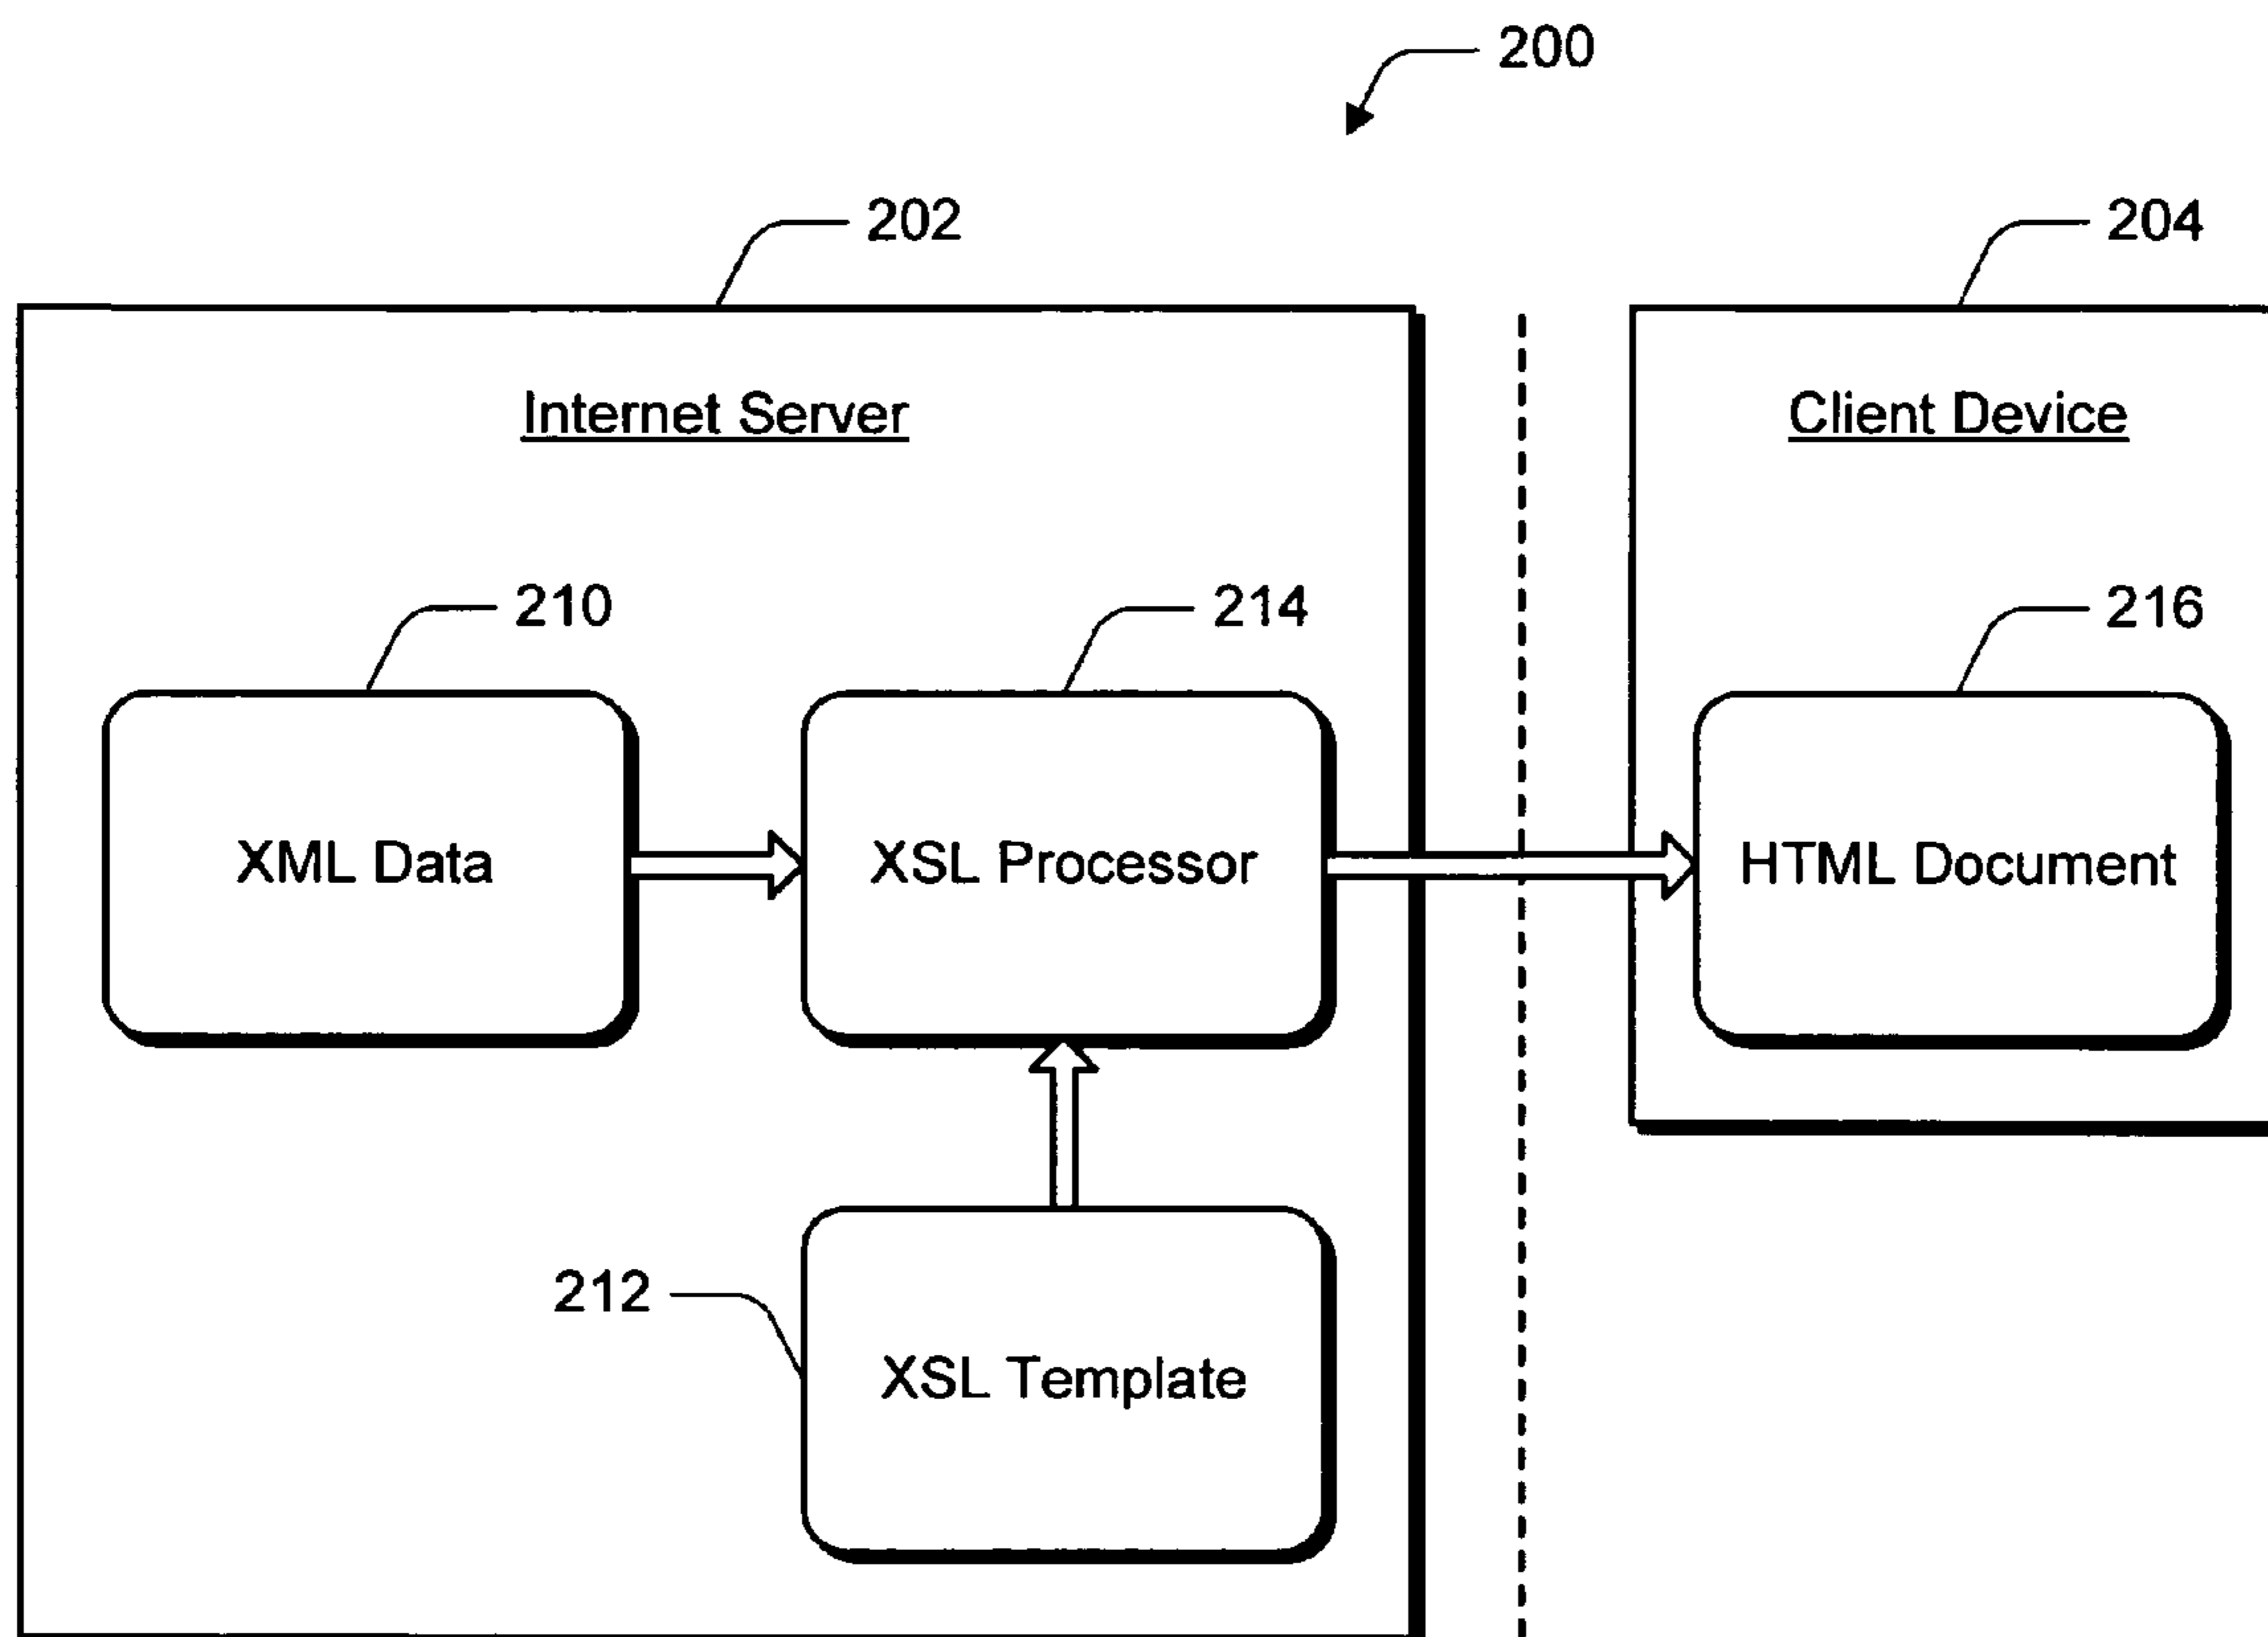 200
202
204
Internet Server
Client Device
210
214
216
XML Data
XSL Processor
HTML Document
212
XSL Template